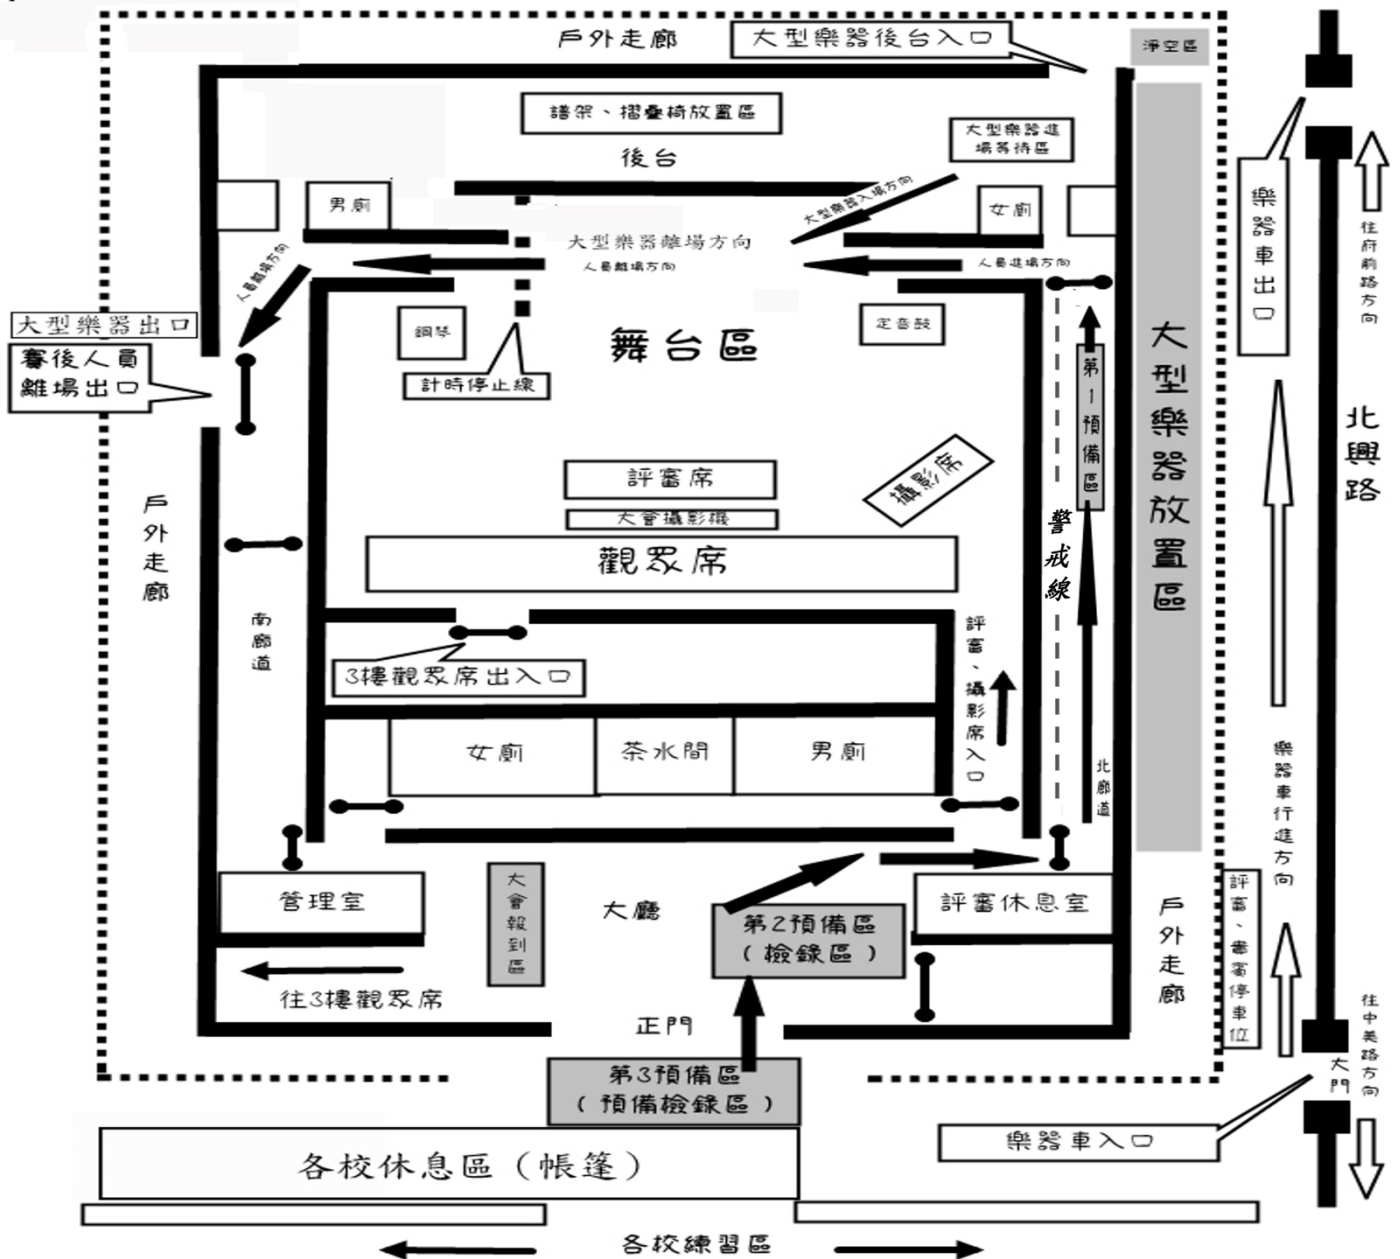 戶外走廊
大型樂器後台入口
淨空區
譜架、摺疊椅放置區
大型樂器進
場等待區
後台
男廁
女廁
大型樂器入場方向
大型樂器離場方向
人員離場方向
人員進場方向
人員離場方向
樂器車出口
往府前路方向
大型樂器出口
賽後人員
離場出口
鋼琴
定音鼓
舞台區
計時停止線
第1預備區
大型樂器放置區
北興路
評審席
攝影席
大會攝影機
觀眾席
警戒線
戶外走廊
南廊道
3樓觀眾席出入口
評審、攝影席入口
女廁
茶水間
男廁
北廊道
樂器車行進方向
管理室
大會報到區
大廳
第2預備區
(檢錄區)
評審休息室
戶外走廊
評審、貴賓停車位
往3樓觀眾席
正門
往中美路方向
大門
第3預備區
(預備檢錄區)
樂器車入口
各校休息區(帳篷)
各校練習區